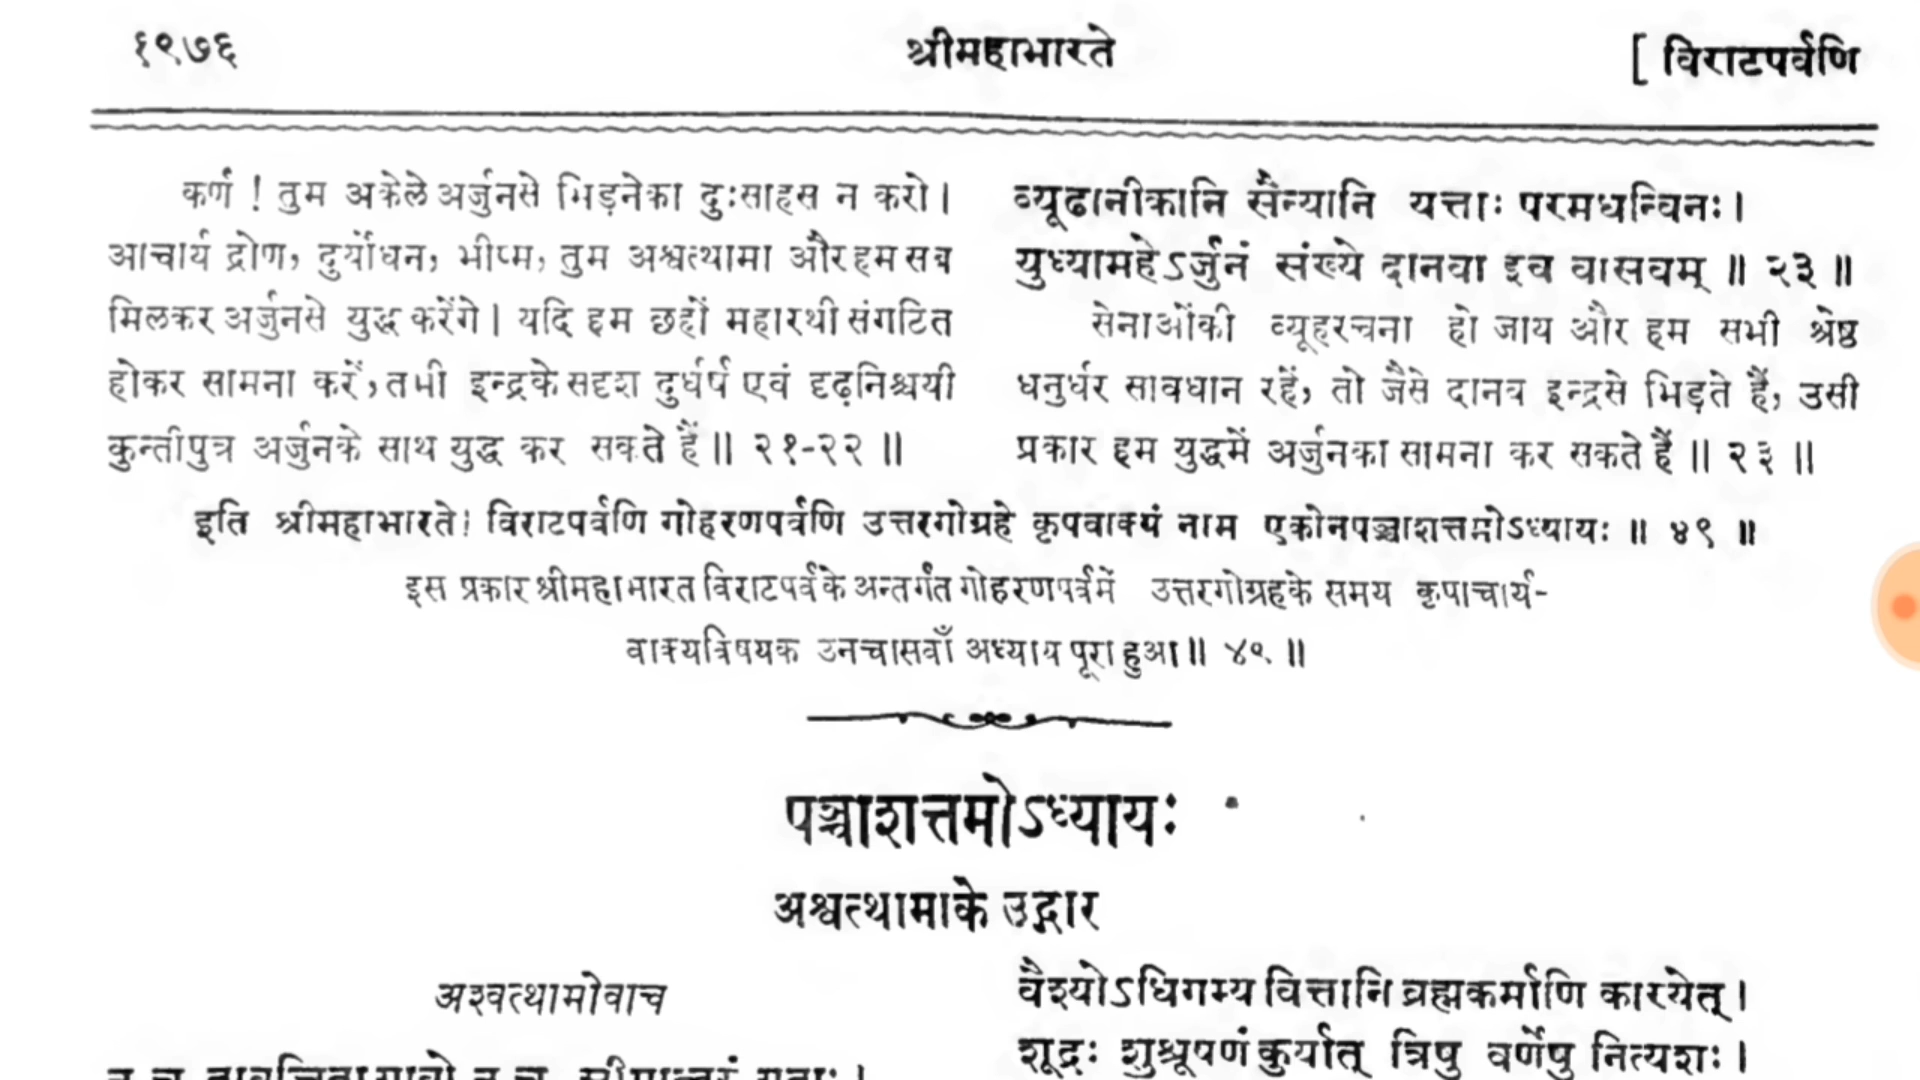 १९७६ श्रीमहाभारते [ विराटपर्वणि
कर्ण ! तुम अकेले अर्जुनसे भिड़नेका दुःसाहस न करो।
आचार्य द्रोण, दुर्योधन, भीष्म, तुम अश्वत्थामा और हम सब
मिलकर अर्जुनसे युद्ध करेंगे। यदि हम छहों महारथी संगठित
होकर सामना करें, तभी इन्द्रके सदृश दुर्धर्ष एवं दृढ़निश्चयी
कुन्तीपुत्र अर्जुनके साथ युद्ध कर सकते हैं॥ २१-२२ ॥
व्यूढानीकानि सैन्यानि यत्ताः परमधन्विनः।
युध्यामहेऽर्जुनं संख्ये दानवा इव वासवम् ॥ २३ ॥
सेनाओंकी व्यूहरचना हो जाय और हम सभी श्रेष्ठ
धनुर्धर सावधान रहें, तो जैसे दानव इन्द्रसे भिड़ते हैं, उसी
प्रकार हम युद्धमें अर्जुनका सामना कर सकते हैं॥ २३ ॥
इति श्रीमहाभारते विराटपर्वणि गोहरणपर्वणि उत्तरगोग्रहे कृपवाक्यं नाम एकोनपञ्चाशत्तमोऽध्यायः ॥ ४९ ॥
इस प्रकार श्रीमहाभारत विराटपर्वके अन्तर्गत गोहरणपर्वमें उत्तरगोग्रहके समय कृपाचार्य-
वाक्यविषयक उनचासवाँ अध्याय पूरा हुआ॥ ४९ ॥
पञ्चाशत्तमोऽध्यायः
अश्वत्थामाके उद्गार
अश्वत्थामोवाच
वैश्योऽधिगम्य वित्तानि ब्रह्मकर्माणि कारयेत्।
शूद्रः शुश्रूषणं कुर्यात् त्रिषु वर्णेषु नित्यशः।